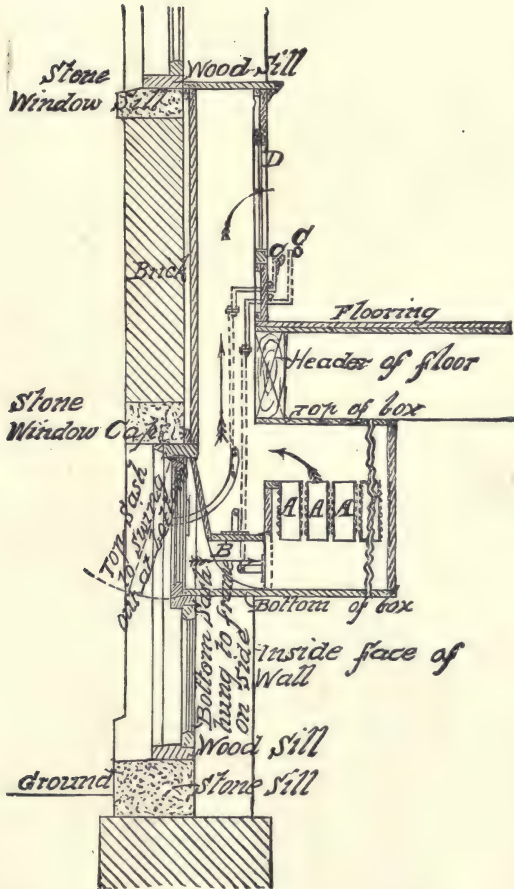 Stone
Window Sill
Wood Sill
D
C C
Brick
Flooring
Header of floor
Stone
Window Cap
Top of box
A A A
Top Sash
to swing
out at bottom
B
Bottom Sash
hung to frame
on side
Bottom of box
Inside face of
Wall
Wood Sill
Ground
Stone Sill